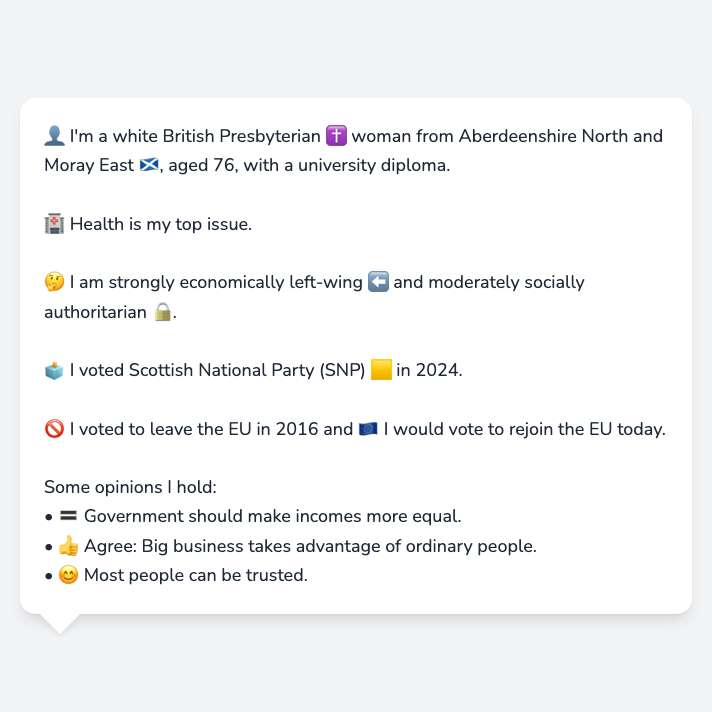 👤 I'm a white British Presbyterian ✝️ woman from Aberdeenshire North and
Moray East 🏴󠁧󠁢󠁳󠁣󠁴󠁿, aged 76, with a university diploma.
🏥 Health is my top issue.
🤔 I am strongly economically left-wing ⬅️ and moderately socially
authoritarian 🔒.
🗳️ I voted Scottish National Party (SNP) 🟨 in 2024.
🚫 I voted to leave the EU in 2016 and 🇪🇺 I would vote to rejoin the EU today.
Some opinions I hold:
• 🟰 Government should make incomes more equal.
• 👍 Agree: Big business takes advantage of ordinary people.
• 😊 Most people can be trusted.